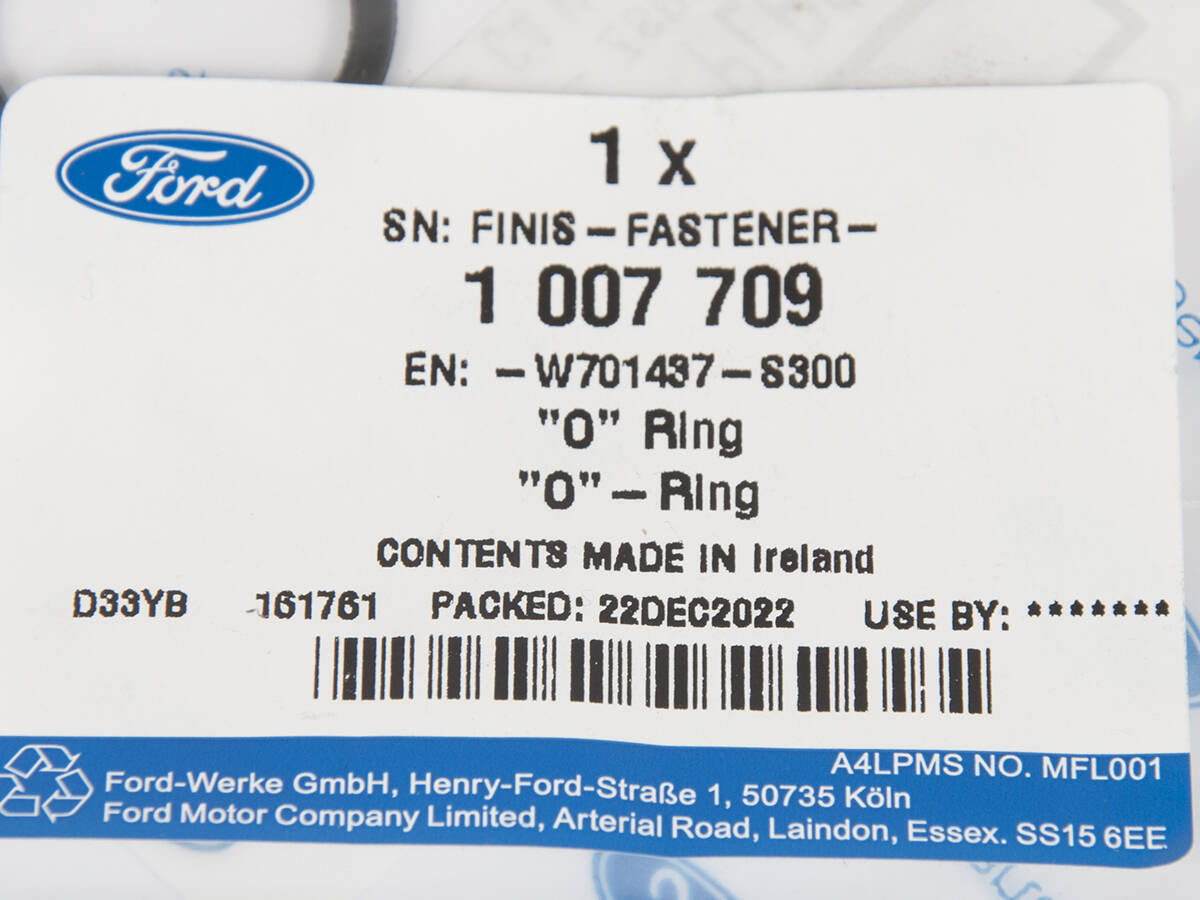 Ford
1 x
SN: FINIS-FASTENER-
1 007 709
EN: -W701437-S300
"O" Ring
"O"-Ring
CONTENTS MADE IN Ireland
D33YB 161761 PACKED: 22DEC2022 USE BY: *******
A4LPMS NO. MFL001
Ford-Werke GmbH, Henry-Ford-Straße 1, 50735 Köln
Ford Motor Company Limited, Arterial Road, Laindon, Essex. SS15 6EE